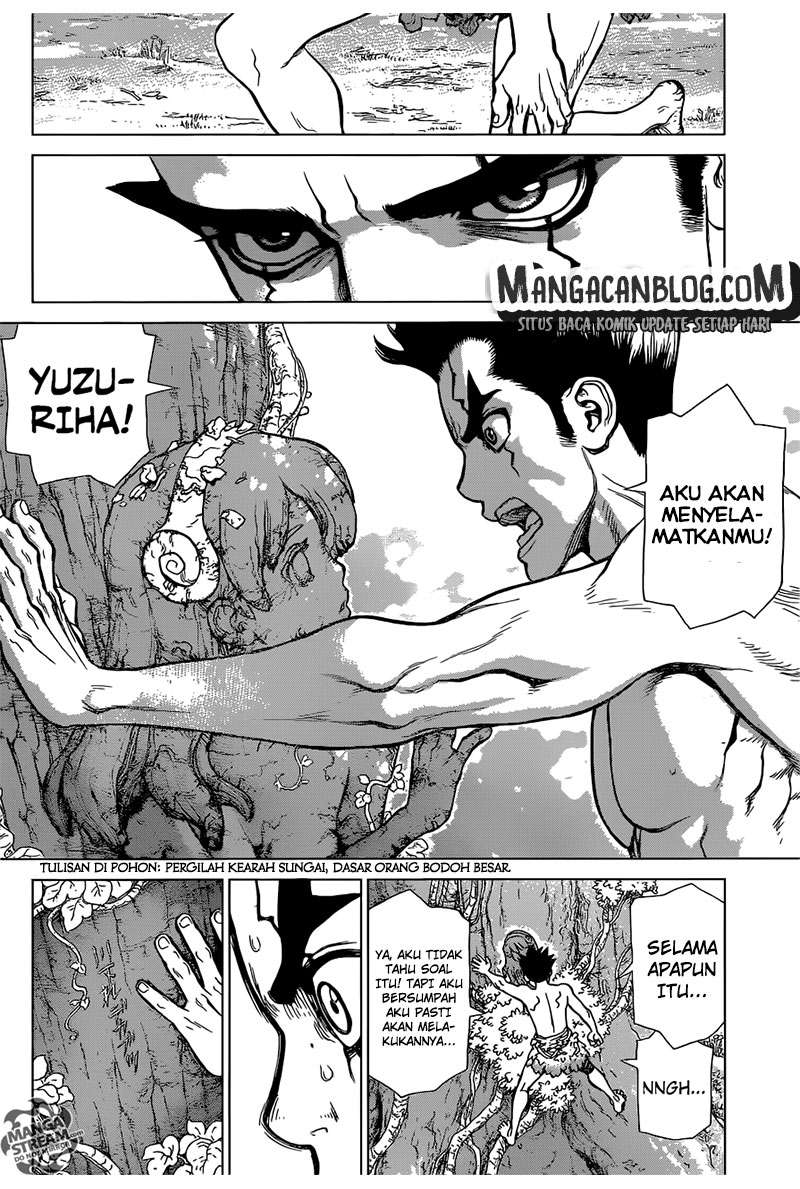 MANGACANBLOG.COM
SITUS BACA KOMIK UPDATE SETIAP HARI
YUZU-
RIHA!
AKU AKAN
MENYELA-
MATKANMU!
TULISAN DI POHON: PERGILAH KEARAH SUNGAI, DASAR ORANG BODOH BESAR.
SELAMA
APAPUN
ITU...
NNGH...
YA, AKU TIDAK
TAHU SOAL
ITU! TAPI AKU
BERSUMPAH
AKU PASTI
AKAN MELA-
KUKANNYA...
MANGA
STREAM.COM